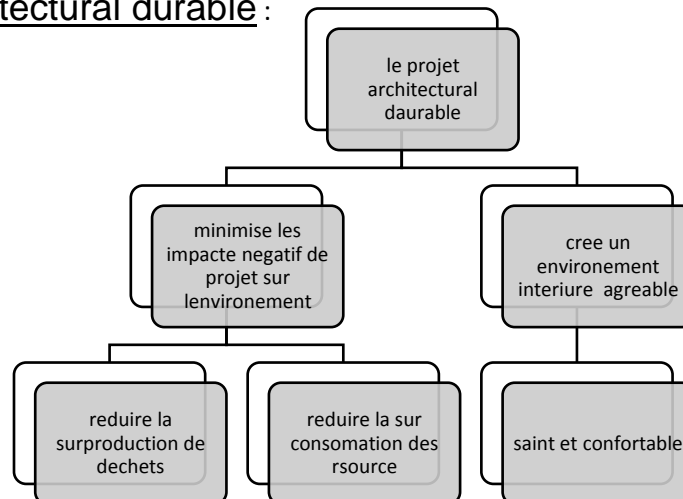 tectural durable :
le projet
architectural
daurable
minimise les
impacte negatif de
projet sur
lenvironement
cree un
environement
interiure agreable
reduire la
surproduction de
dechets
reduire la sur
consomation des
rsource
saint et confortable